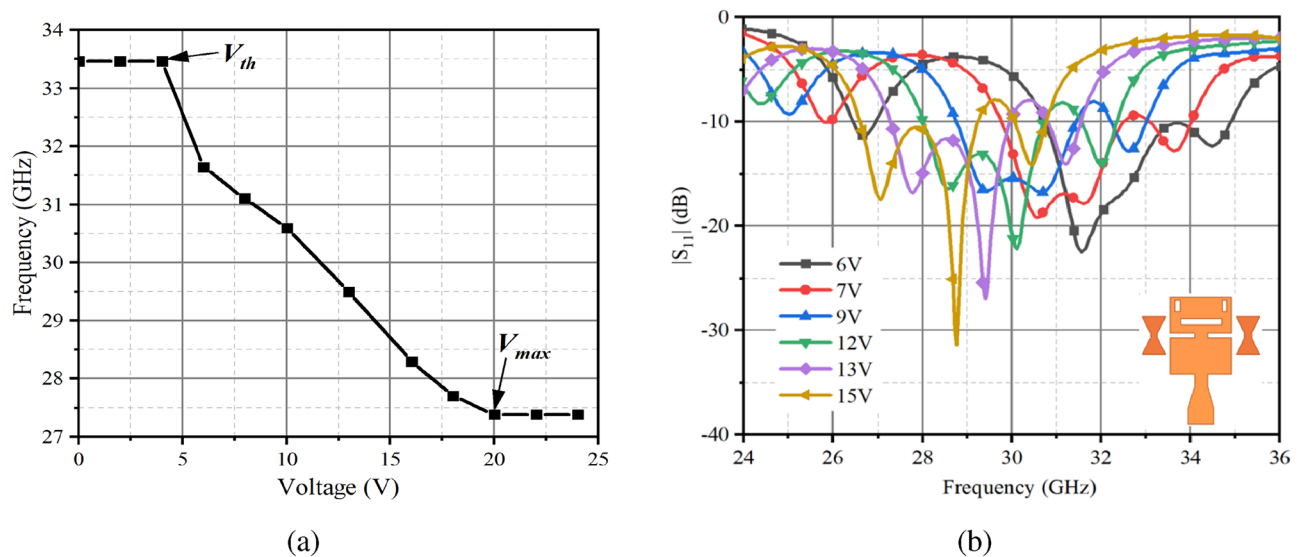 34
33
32
31
30
29
28
27
Frequency (GHz)
V_th
V_max
0 5 10 15 20 25
Voltage (V)
(a)
0
-10
-20
-30
-40
|S_11| (dB)
6V
7V
9V
12V
13V
15V
24 26 28 30 32 34 36
Frequency (GHz)
(b)